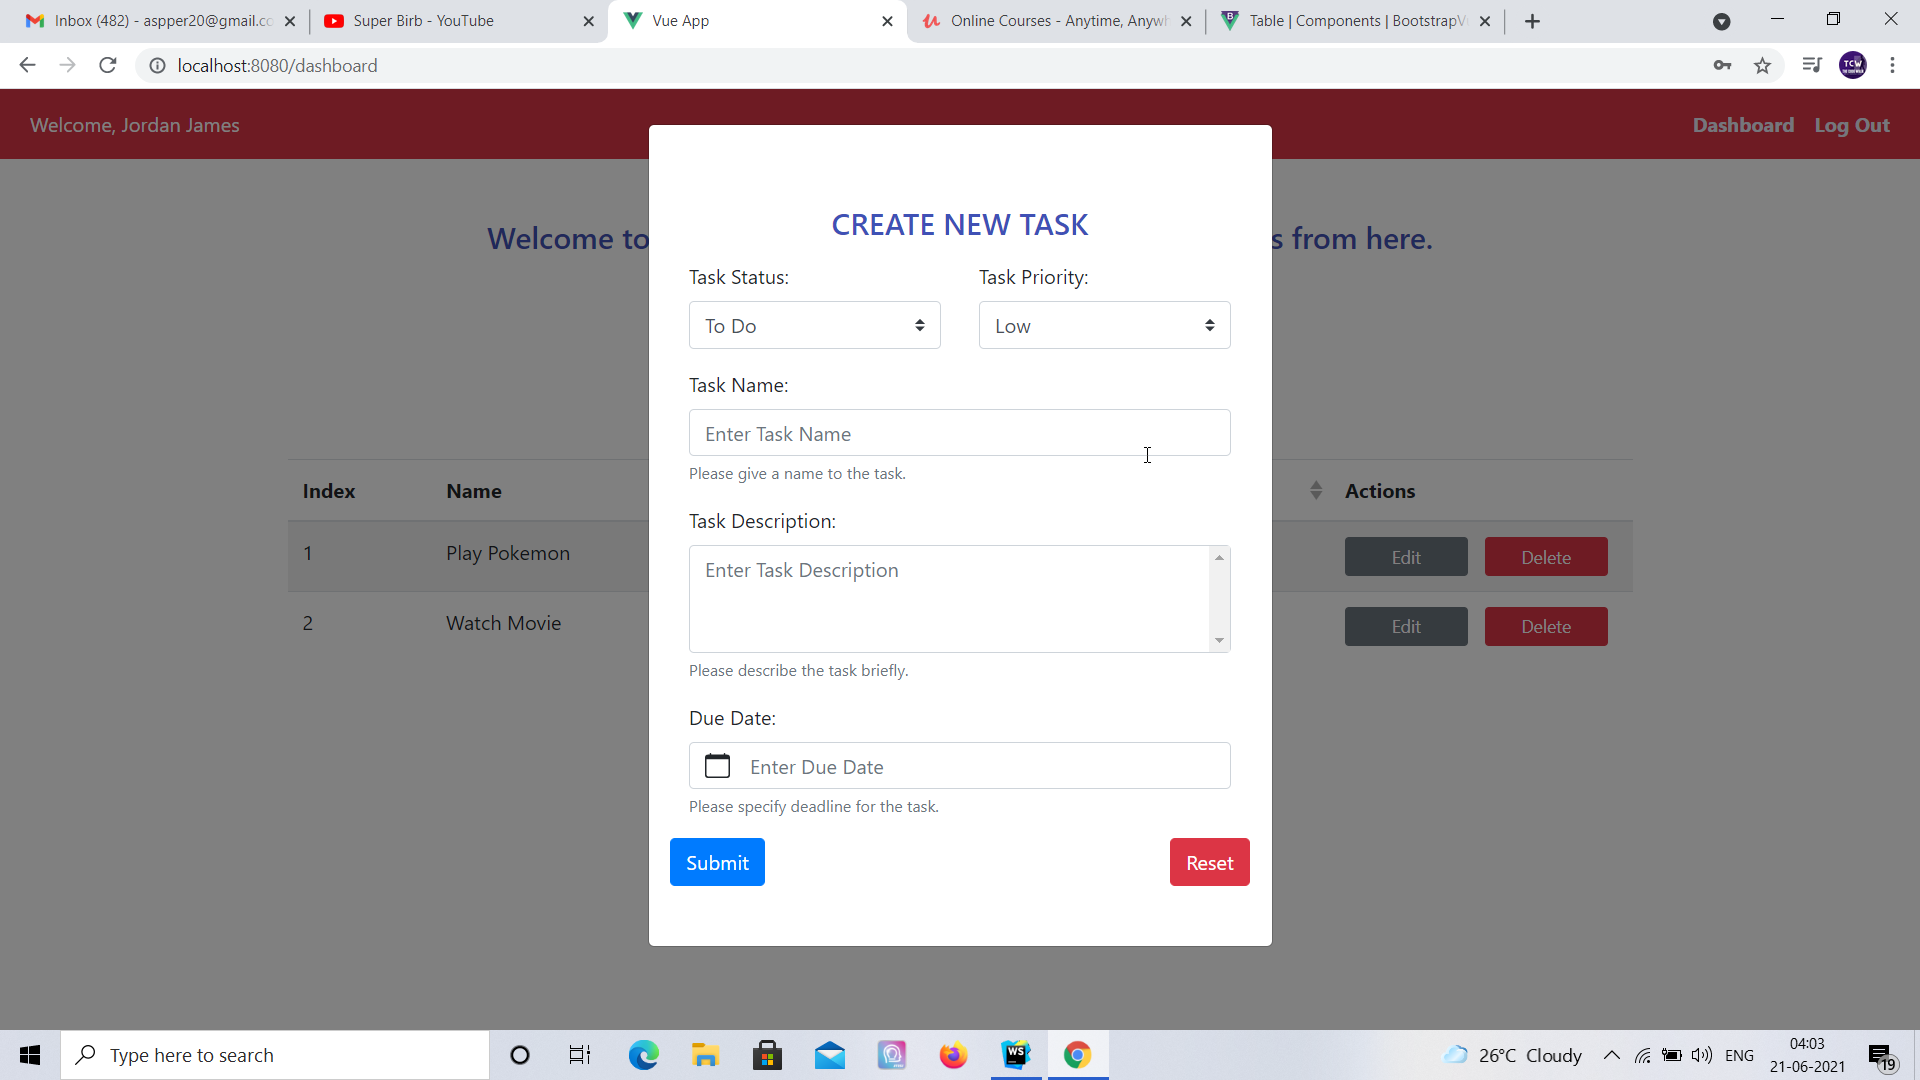 Inbox (482) - aspper20@gmail.co
Super Birb - YouTube
Vue App
Online Courses - Anytime, Anywh
Table | Components | BootstrapV
localhost:8080/dashboard
TCW
Welcome, Jordan James
Dashboard
Log Out
Welcome to
s from here.
CREATE NEW TASK
Task Status:
Task Priority:
To Do
Low
Task Name:
Enter Task Name
Please give a name to the task.
Index
Name
Actions
Task Description:
1
Play Pokemon
Enter Task Description
Edit
Delete
2
Watch Movie
Edit
Delete
Please describe the task briefly.
Due Date:
Enter Due Date
Please specify deadline for the task.
Submit
Reset
Type here to search
WS
26°C Cloudy
ENG
04:03
21-06-2021
19